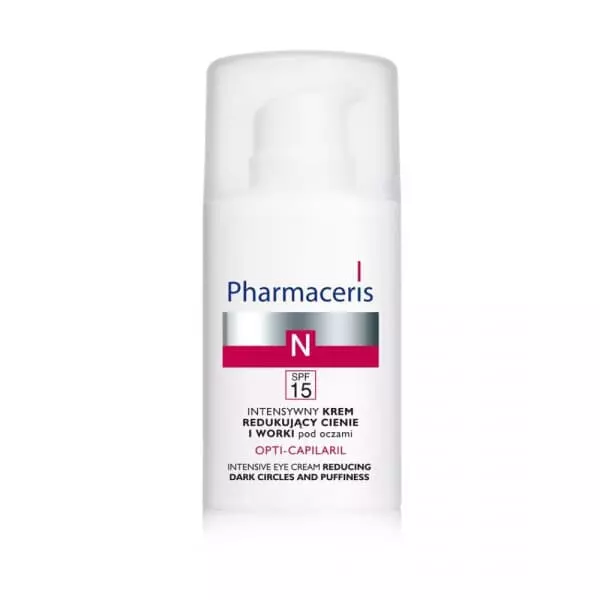 Pharmaceris
N
SPF
15
INTENSYWNY KREM
REDUKUJĄCY CIENIE
I WORKI pod oczami
OPTI-CAPILARIL
INTENSIVE EYE CREAM REDUCING
DARK CIRCLES AND PUFFINESS